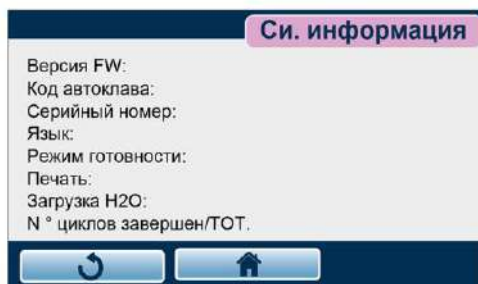 Си. информация
Версия FW:
Код автоклава:
Серийный номер:
Язык:
Режим готовности:
Печать:
Загрузка H2O:
N ° циклов завершен/TOT.